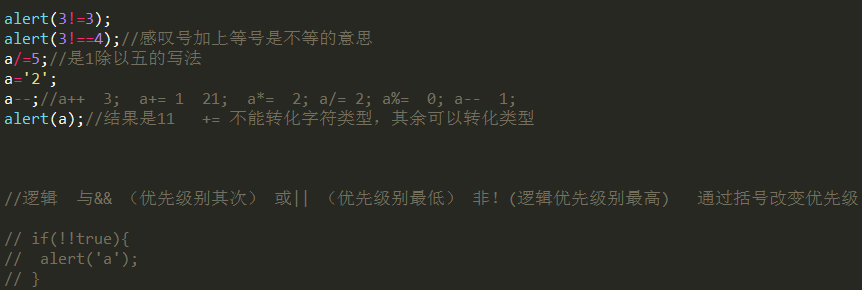 alert(3!=3);
alert(3!==4);//感叹号加上等号是不等的意思
a/=5;//是1除以五的写法
a='2';
a--;//a++  3;  a+= 1  21;  a*=  2; a/= 2; a%=  0; a--  1;
alert(a);//结果是11   += 不能转化字符类型，其余可以转化类型
//逻辑  与&& （优先级别其次） 或|| （优先级别最低） 非！(逻辑优先级别最高)   通过括号改变优先级
// if(!!true){
//  alert('a');
// }